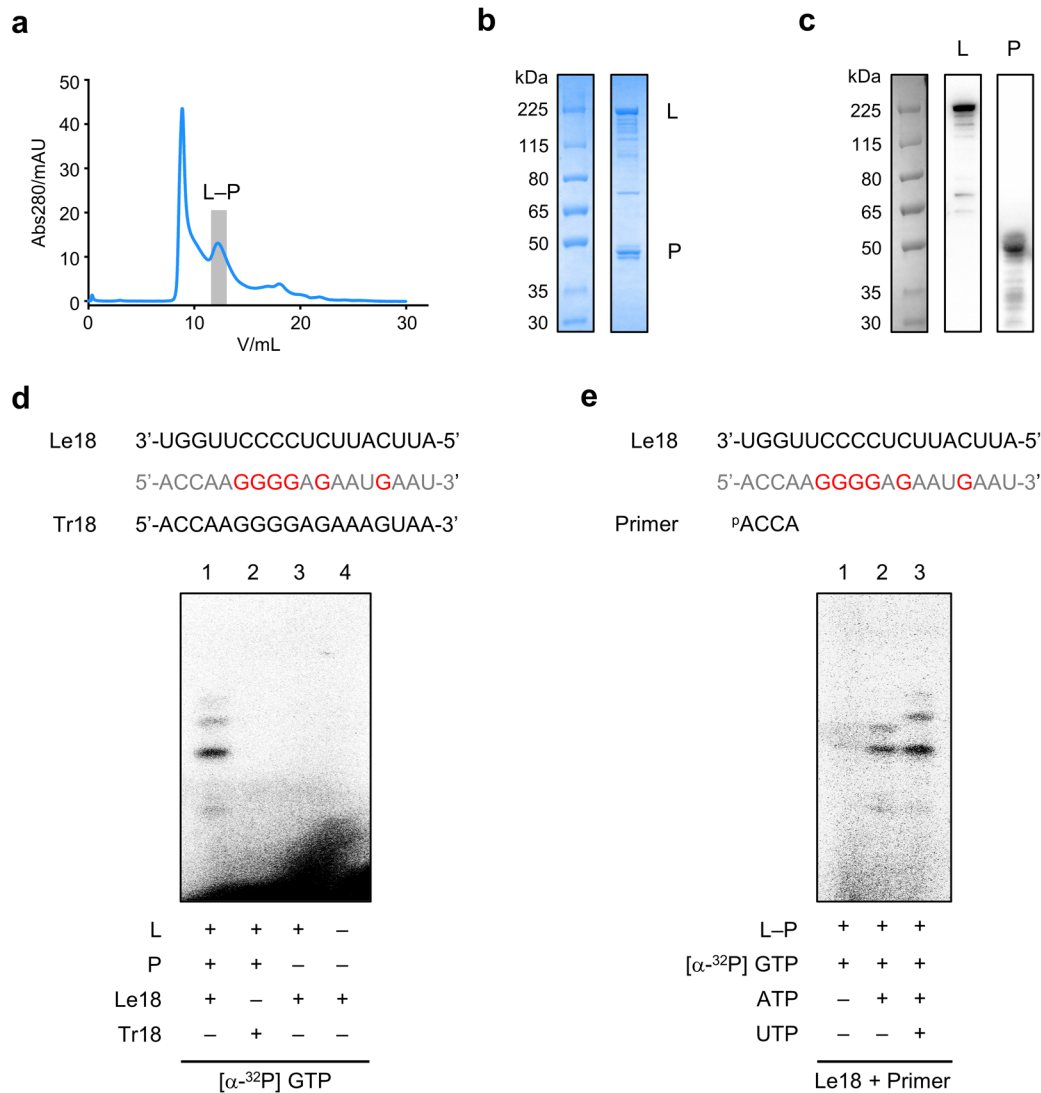 a
50
40
30
20
10
0
Abs280/mAU
L–P
0 10 20 30
V/mL
b
kDa
225
115
80
65
50
35
30
L
P
c
L P
kDa
225
115
80
65
50
35
30
d
Le18 3’-UGGUUCCCCUCUUACUUA-5’
5’-ACCAAGGGGAGAAUGAAU-3’
Tr18 5’-ACCAAGGGGAGAAAGUAA-3’
1 2 3 4
L + + + –
P + + – –
Le18 + – + +
Tr18 – + – –
[α-³²P] GTP
e
Le18 3’-UGGUUCCCCUCUUACUUA-5’
5’-ACCAAGGGGAGAAUGAAU-3’
Primer ᵖACCA
1 2 3
L–P + + +
[α-³²P] GTP + + +
ATP – + +
UTP – – +
Le18 + Primer